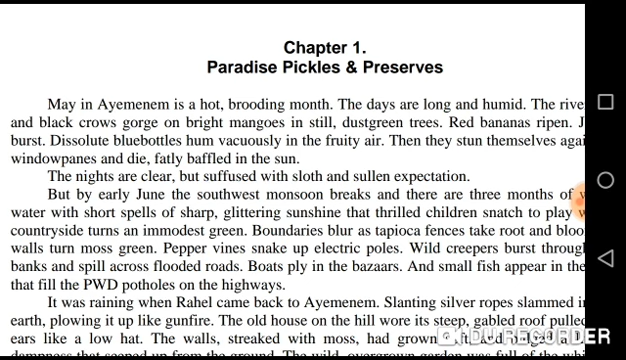 Chapter 1.
Paradise Pickles & Preserves
May in Ayemenem is a hot, brooding month. The days are long and humid. The
and black crows gorge on bright mangoes in still, dustgreen trees. Red bananas ripen.
burst. Dissolute bluebottles hum vacuously in the fruity air. Then they stun themselves
windowpanes and die, fatly baffled in the sun.
The nights are clear, but suffused with sloth and sullen expectation.
But by early June the southwest monsoon breaks and there are three months of
water with short spells of sharp, glittering sunshine that thrilled children snatch to play
countryside turns an immodest green. Boundaries blur as tapioca fences take root and
walls turn moss green. Pepper vines snake up electric poles. Wild creepers burst
banks and spill across flooded roads. Boats ply in the bazaars. And small fish appear in the
that fill the PWD potholes on the highways.
It was raining when Rahel came back to Ayemenem. Slanting silver ropes slammed
earth, plowing it up like gunfire. The old house on the hill wore its steep, gabled roof pulled
ears like a low hat. The walls, streaked with moss, had grown
DU RECORDER